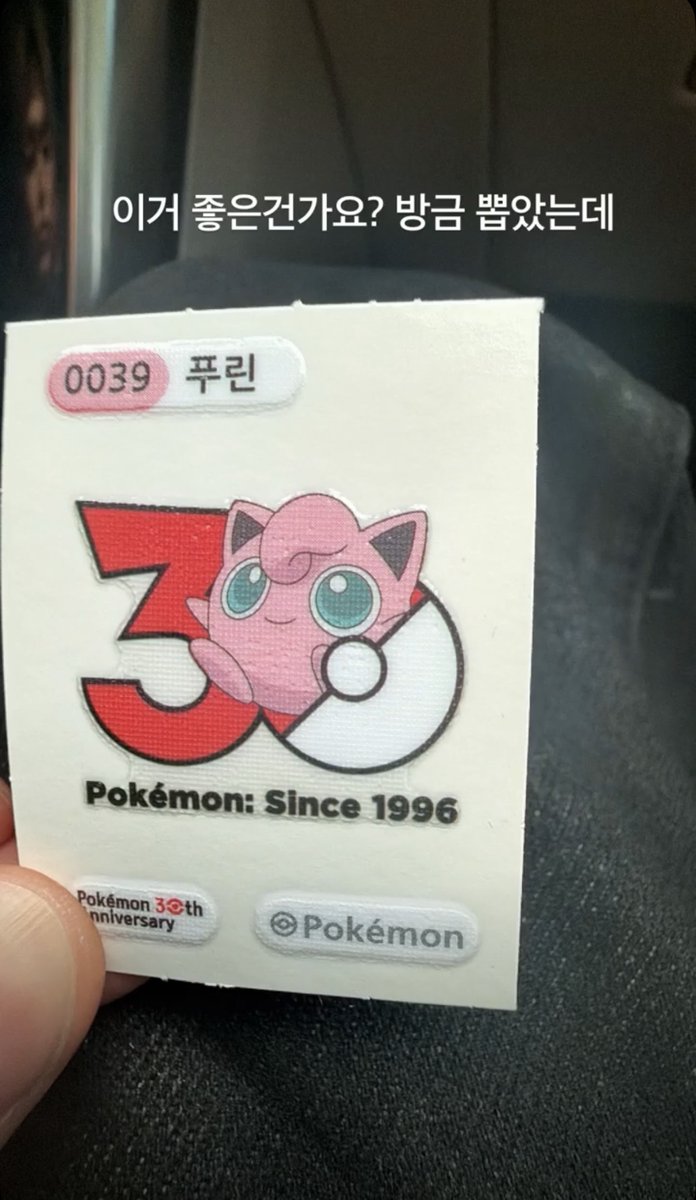 이거 좋은건가요? 방금 뽑았는데
0039 푸린
30
Pokémon: Since 1996
Pokémon 30th
Anniversary
Pokémon